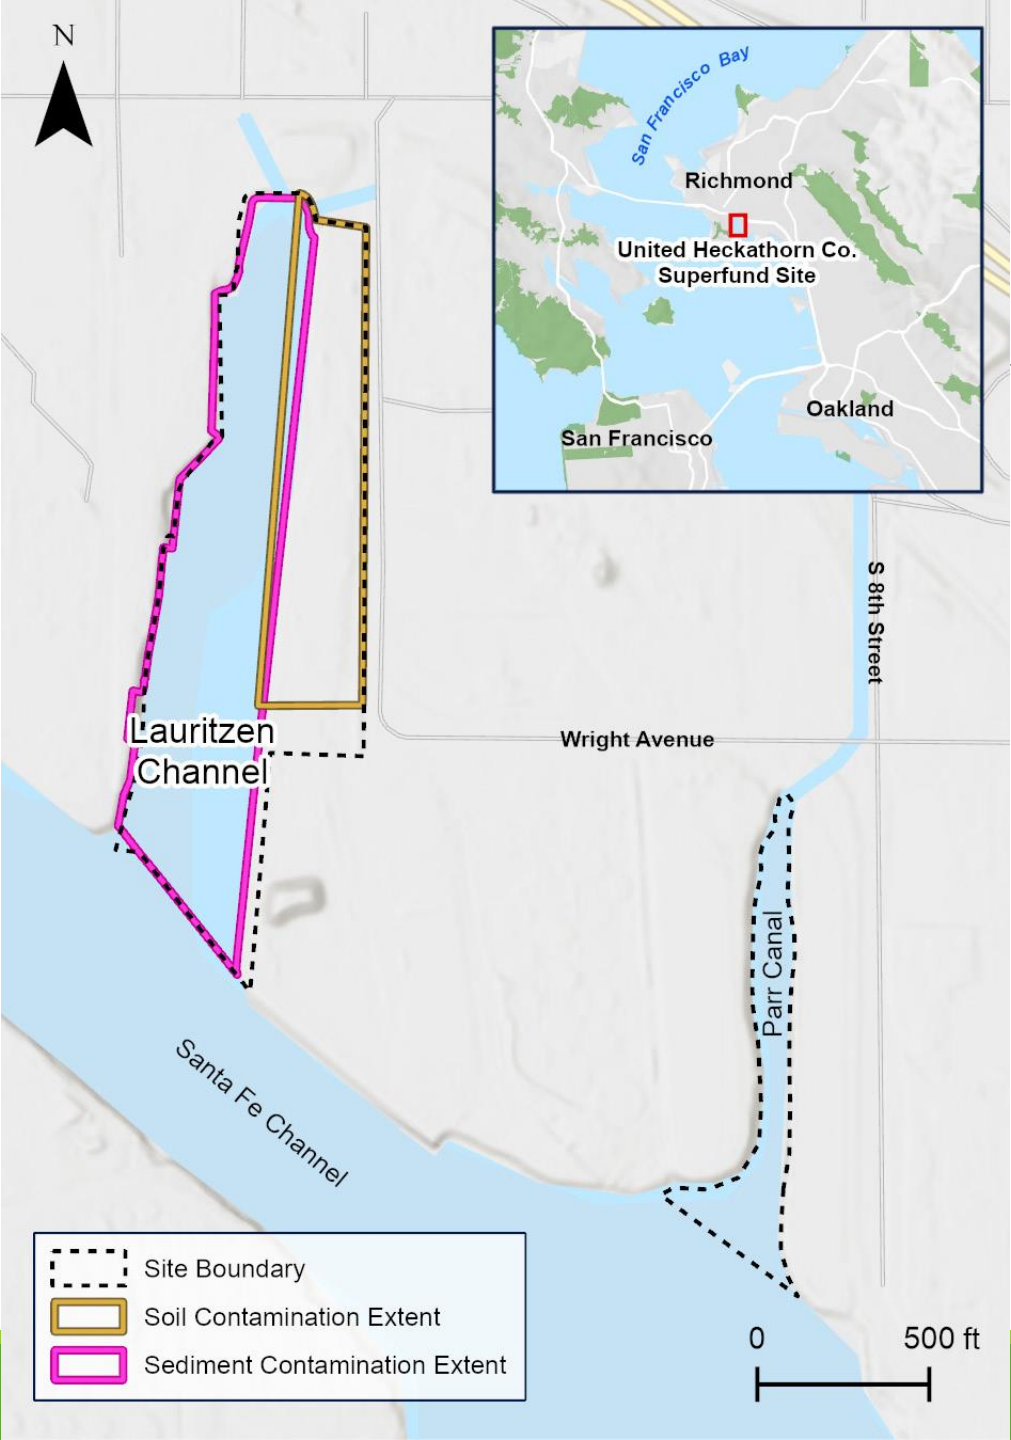 N
San Francisco Bay
Richmond
United Heckathorn Co.
Superfund Site
Oakland
San Francisco
S 8th Street
Lauritzen
Channel
Wright Avenue
Parr Canal
Santa Fe Channel
Site Boundary
Soil Contamination Extent
Sediment Contamination Extent
0 500 ft